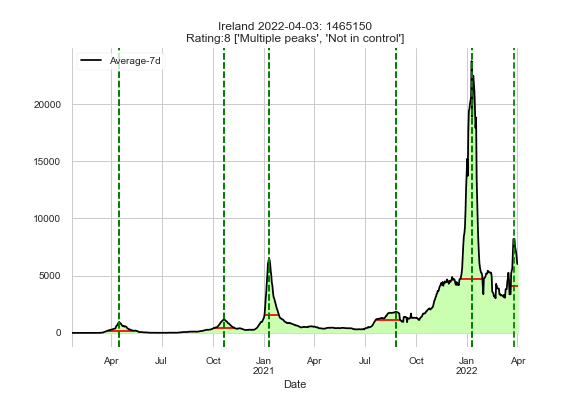 Ireland 2022-04-03: 1465150
Rating:8 ['Multiple peaks', 'Not in control']
Average-7d
20000
15000
10000
5000
0
Apr Jul Oct Jan Apr Jul Oct Jan Apr
2021 2022
Date